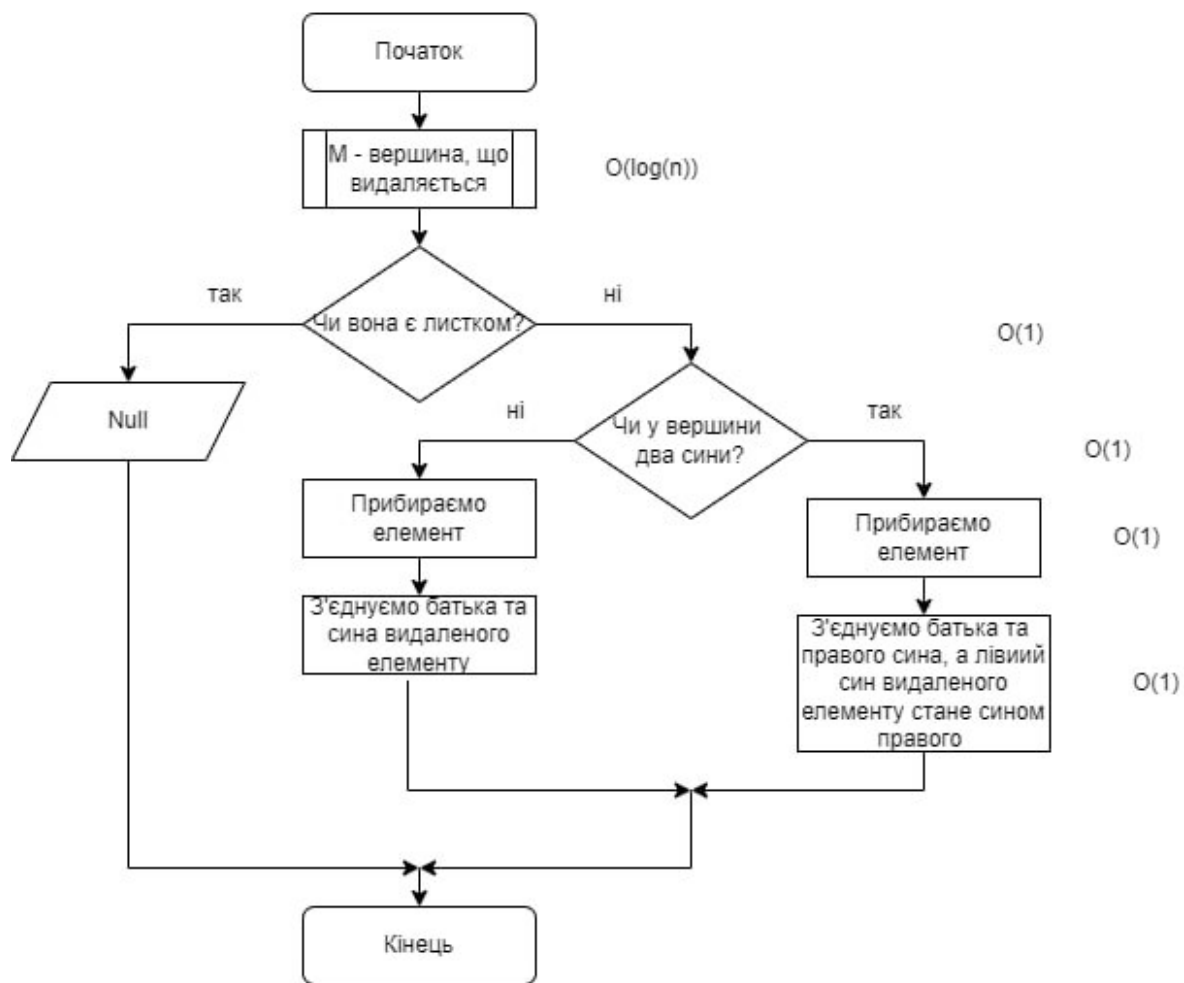 Початок
М - вершина, що
видаляється
O(log(n))
так
ні
Чи вона є листком?
O(1)
Null
ні
так
Чи у вершини
два сини?
O(1)
Прибираємо
елемент
Прибираємо
елемент
O(1)
З'єднуємо батька та
сина видаленого
елементу
З'єднуємо батька та
правого сина, а лівиий
син видаленого
елементу стане сином
правого
O(1)
Кінець